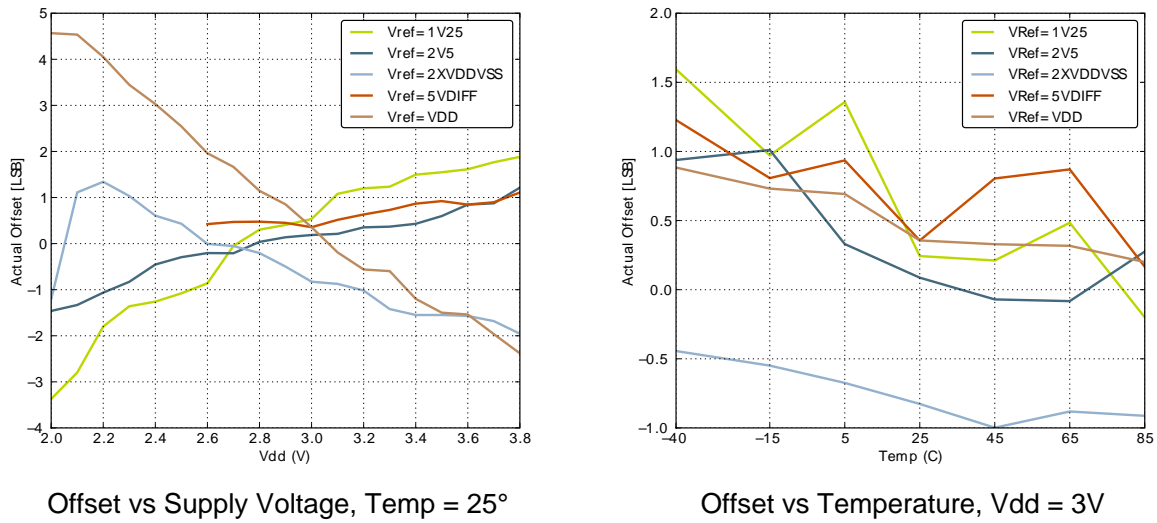 5
4
3
2
1
0
–1
–2
–3
–4
2.0 2.2 2.4 2.6 2.8 3.0 3.2 3.4 3.6 3.8
Vdd (V)
Actual Offset [LSB]
Vref= 1V25
Vref= 2V5
Vref= 2XVDDVSS
Vref= 5VDIFF
Vref= VDD
Offset vs Supply Voltage, Temp = 25°
2.0
1.5
1.0
0.5
0.0
–0.5
–1.0
–40 –15 5 25 45 65 85
Temp (C)
Actual Offset [LSB]
VRef= 1V25
VRef= 2V5
VRef= 2XVDDVSS
VRef= 5VDIFF
VRef= VDD
Offset vs Temperature, Vdd = 3V